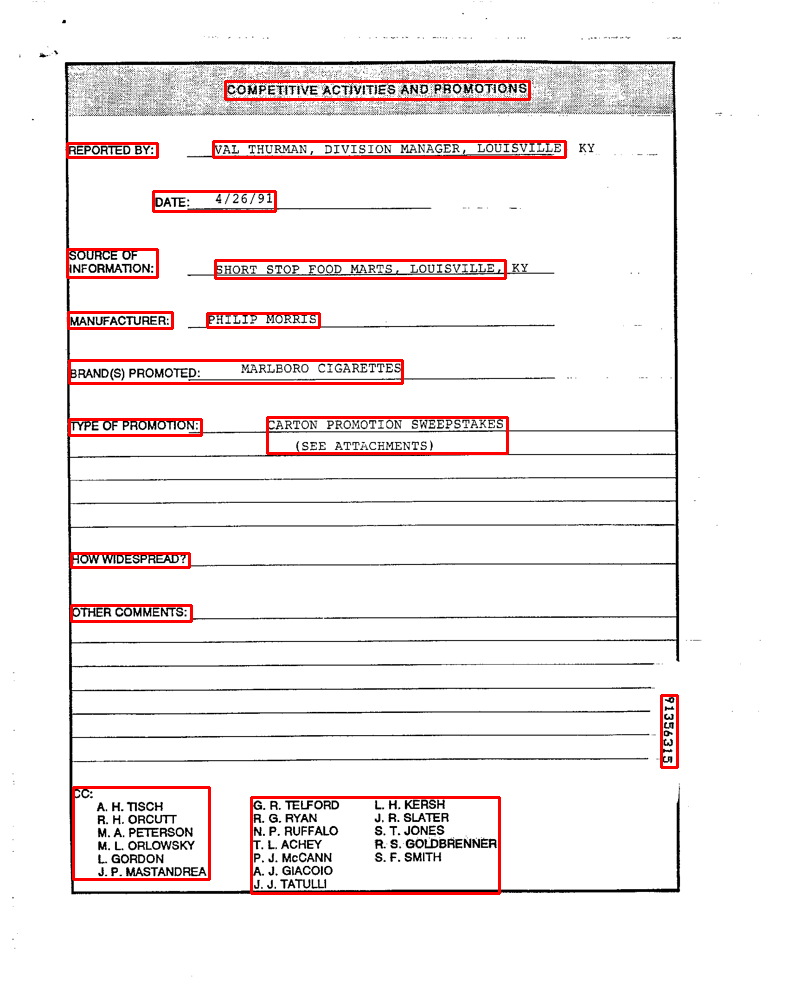 COMPETITIVE ACTIVITIES AND PROMOTIONS
REPORTED BY: VAL THURMAN, DIVISION MANAGER, LOUISVILLE KY
DATE: 4/26/91
SOURCE OF
INFORMATION: SHORT STOP FOOD MARTS, LOUISVILLE, KY
MANUFACTURER: PHILIP MORRIS
BRAND(S) PROMOTED: MARLBORO CIGARETTES
TYPE OF PROMOTION: CARTON PROMOTION SWEEPSTAKES
(SEE ATTACHMENTS)
HOW WIDESPREAD?
OTHER COMMENTS:
91356315
CC:
A. H. TISCH
R. H. ORCUTT
M. A. PETERSON
M. L. ORLOWSKY
L. GORDON
J. P. MASTANDREA
G. R. TELFORD
R. G. RYAN
N. P. RUFFALO
T. L. ACHEY
P. J. McCANN
A. J. GIACOIO
J. J. TATULLI
L. H. KERSH
J. R. SLATER
S. T. JONES
R. S. GOLDBRENNER
S. F. SMITH